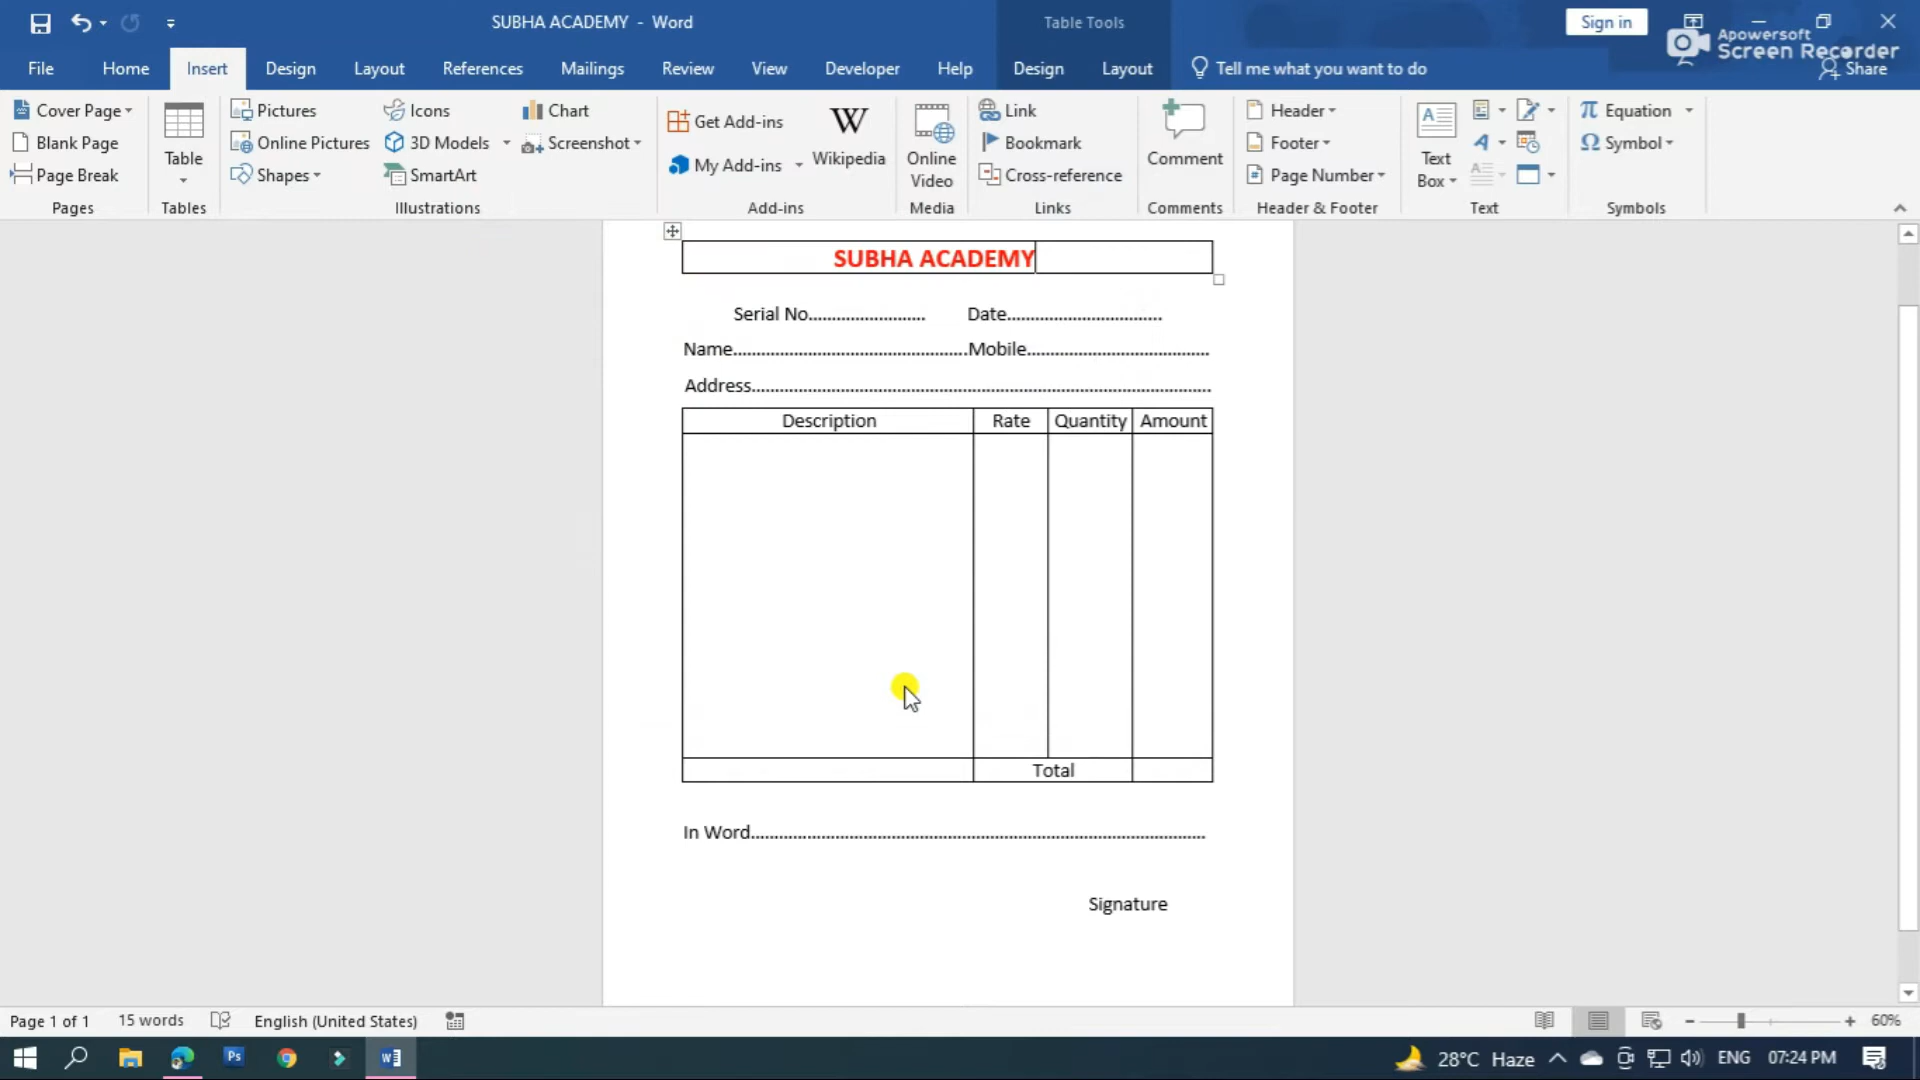 SUBHA ACADEMY - Word
Table Tools
Sign in
Apowersoft
Screen Recorder
File Home Insert Design Layout References Mailings Review View Developer Help Design Layout Tell me what you want to do Share
Cover Page
Blank Page
Page Break
Pages
Table
Tables
Pictures
Online Pictures
Shapes
Icons
3D Models
SmartArt
Chart
Screenshot
Illustrations
Get Add-ins
My Add-ins
W
Wikipedia
Add-ins
Online
Video
Media
Link
Bookmark
Cross-reference
Links
Comment
Comments
Header
Footer
Page Number
Header & Footer
Text
Box
Text
Equation
Symbol
Symbols
SUBHA ACADEMY
Serial No......................... Date.................................
Name..................................................Mobile.......................................
Address..................................................................................................
Description Rate Quantity Amount
Total
In Word.................................................................................................
Signature
Page 1 of 1 15 words English (United States) 60%
Ps 28°C Haze ENG 07:24 PM